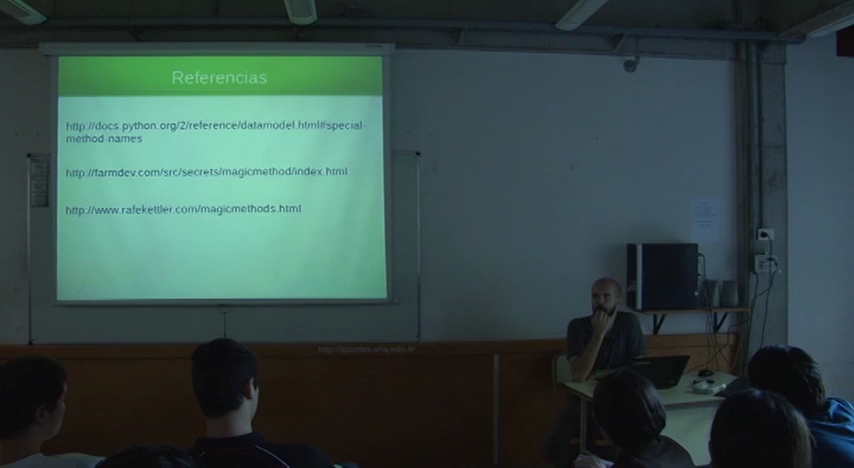 Referencias
http://docs.python.org/2/reference/datamodel.html#special-
method-names
http://farmdev.com/src/secrets/magicmethod/index.html
http://www.rafekettler.com/magicmethods.html